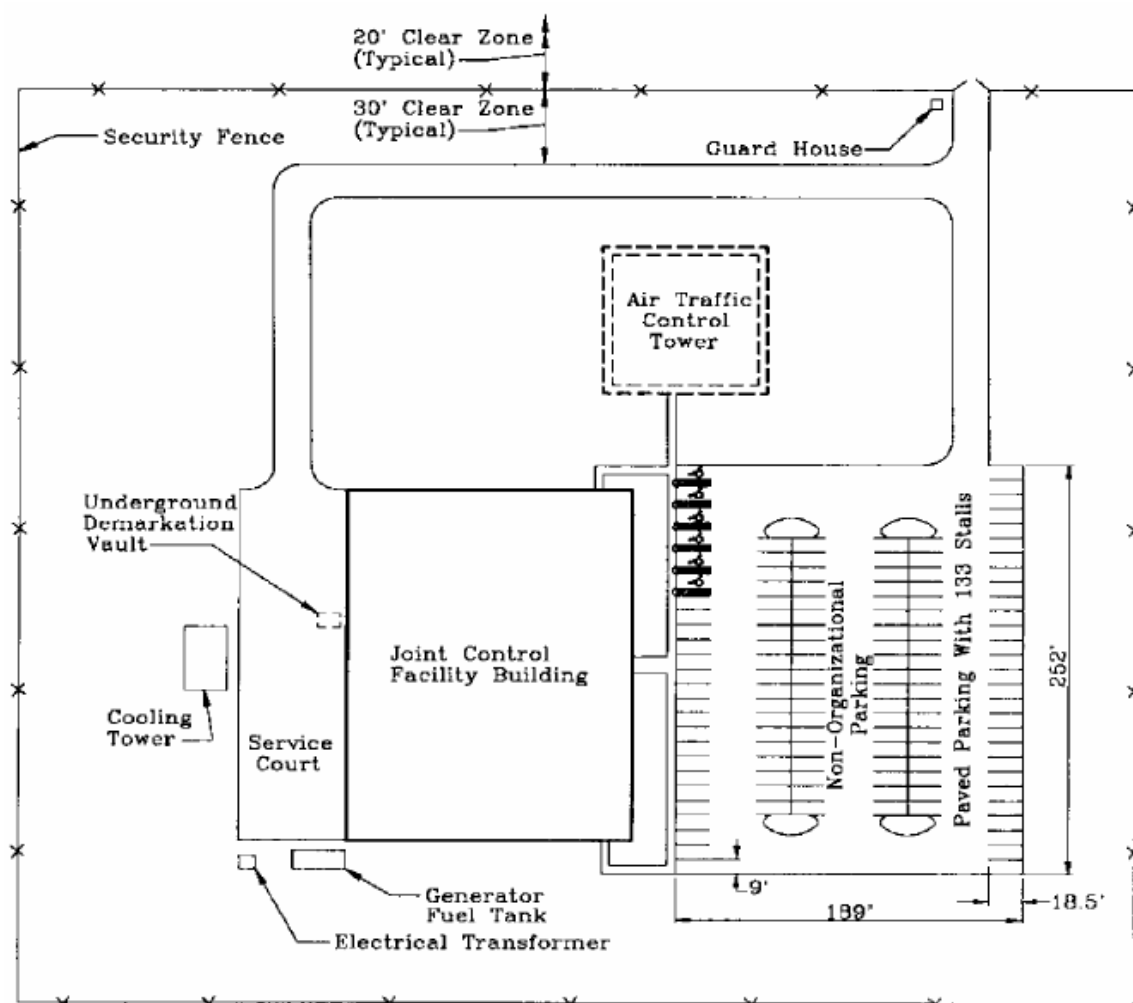 20' Clear Zone
(Typical)
30' Clear Zone
(Typical)
Security Fence
Guard House
Air Traffic
Control
Tower
Underground
Demarkation
Vault
Joint Control
Facility Building
Cooling
Tower
Service
Court
Non-Organizational
Parking
Paved Parking With 133 Stalls
252'
9'
189'
18.5'
Generator
Fuel Tank
Electrical Transformer